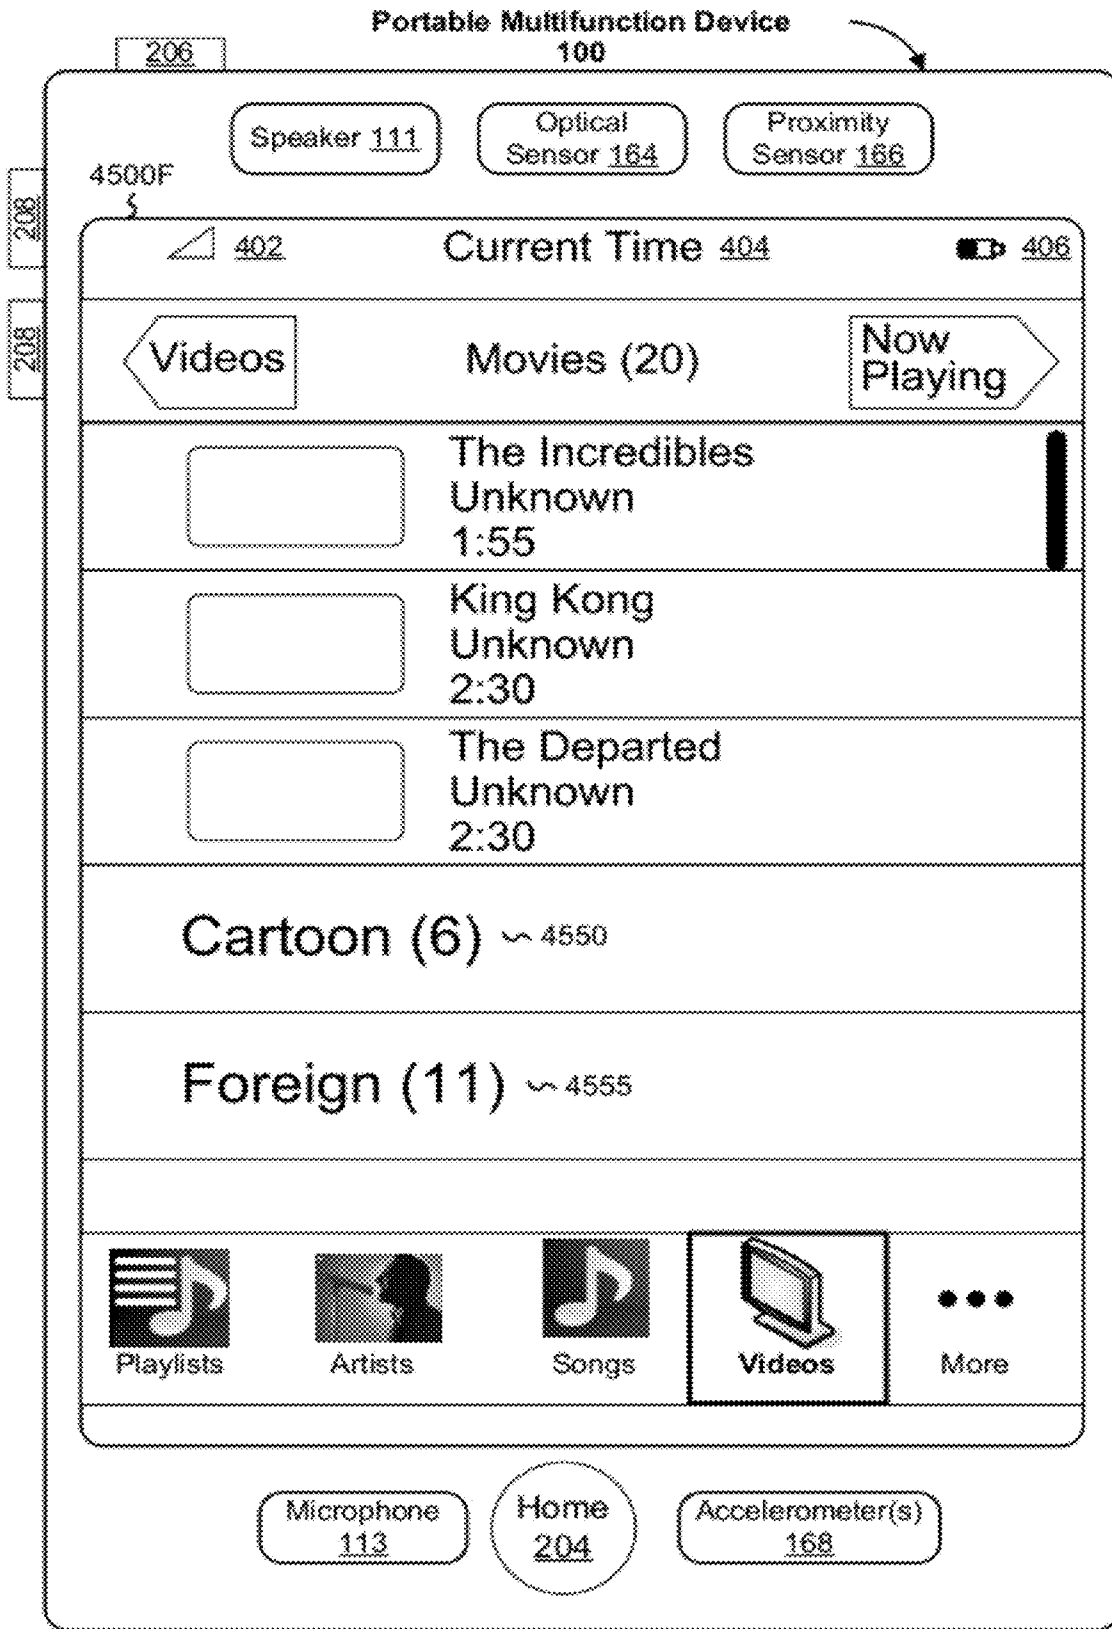 Portable Multifunction Device
100
206
Speaker 111
Optical
Sensor 164
Proximity
Sensor 166
4500F
208
208
402
Current Time 404
406
Videos
Movies (20)
Now
Playing
The Incredibles
Unknown
1:55
King Kong
Unknown
2:30
The Departed
Unknown
2:30
Cartoon (6) 4550
Foreign (11) 4555
Playlists
Artists
Songs
Videos
More
Microphone
113
Home
204
Accelerometer(s)
168